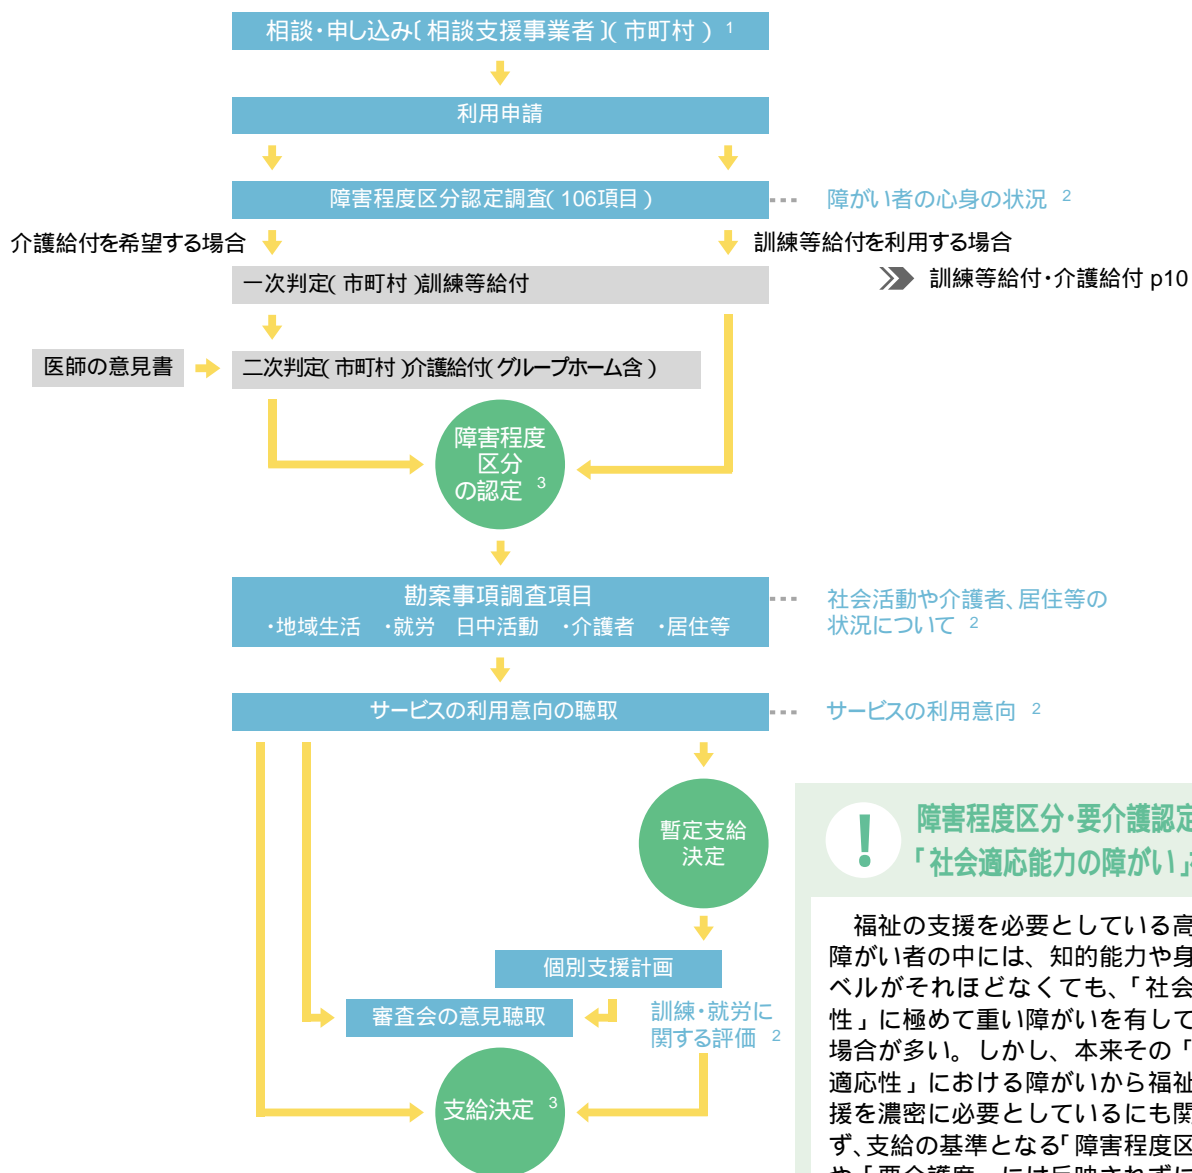 相談・申し込み〔相談支援事業者〕(市町村) 1
利用申請
障害程度区分認定調査(106項目)
障がい者の心身の状況 2
介護給付を希望する場合
訓練等給付を利用する場合
一次判定(市町村)訓練等給付
訓練等給付・介護給付 p10
医師の意見書
二次判定(市町村)介護給付(グループホーム含)
障害程度
区分
の認定 3
勘案事項調査項目
・地域生活 ・就労 日中活動 ・介護者 ・居住等
社会活動や介護者、居住等の
状況について 2
サービスの利用意向の聴取
サービスの利用意向 2
暫定支給
決定
個別支援計画
審査会の意見聴取
訓練・就労に
関する評価 2
支給決定 3
!
障害程度区分・要介護認定
「社会適応能力の障がい」
福祉の支援を必要としている高
障がい者の中には、知的能力や身
ベルがそれほどなくても、「社会
性」に極めて重い障がいを有して
場合が多い。しかし、本来その「
適応性」における障がいから福祉
援を濃密に必要としているにも関
ず、支給の基準となる「障害程度区
や「要介護度」には反映されずに